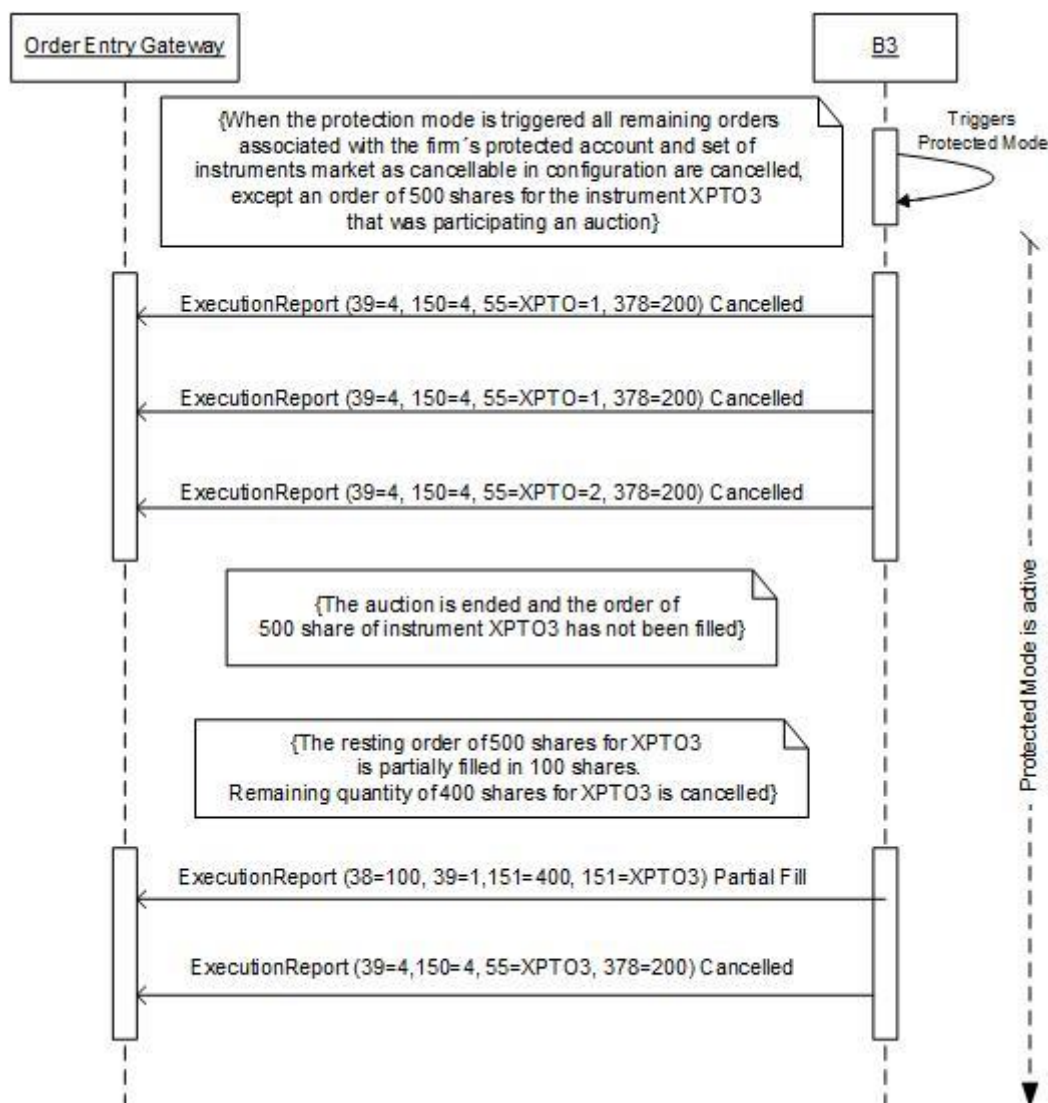 Order Entry Gateway
B3
{When the protection mode is triggered all remaining orders
associated with the firm´s protected account and set of
instruments market as cancellable in configuration are cancelled,
except an order of 500 shares for the instrument XPTO3
that was participating an auction}
Triggers
Protected Mode
ExecutionReport (39=4, 150=4, 55=XPTO=1, 378=200) Cancelled
ExecutionReport (39=4, 150=4, 55=XPTO=1, 378=200) Cancelled
ExecutionReport (39=4, 150=4, 55=XPTO=2, 378=200) Cancelled
{The auction is ended and the order of
500 share of instrument XPTO3 has not been filled}
Protected Mode is active
{The resting order of 500 shares for XPTO3
is partially filled in 100 shares.
Remaining quantity of 400 shares for XPTO3 is cancelled}
ExecutionReport (38=100, 39=1,151=400, 151=XPTO3) Partial Fill
ExecutionReport (39=4,150=4, 55=XPTO3, 378=200) Cancelled